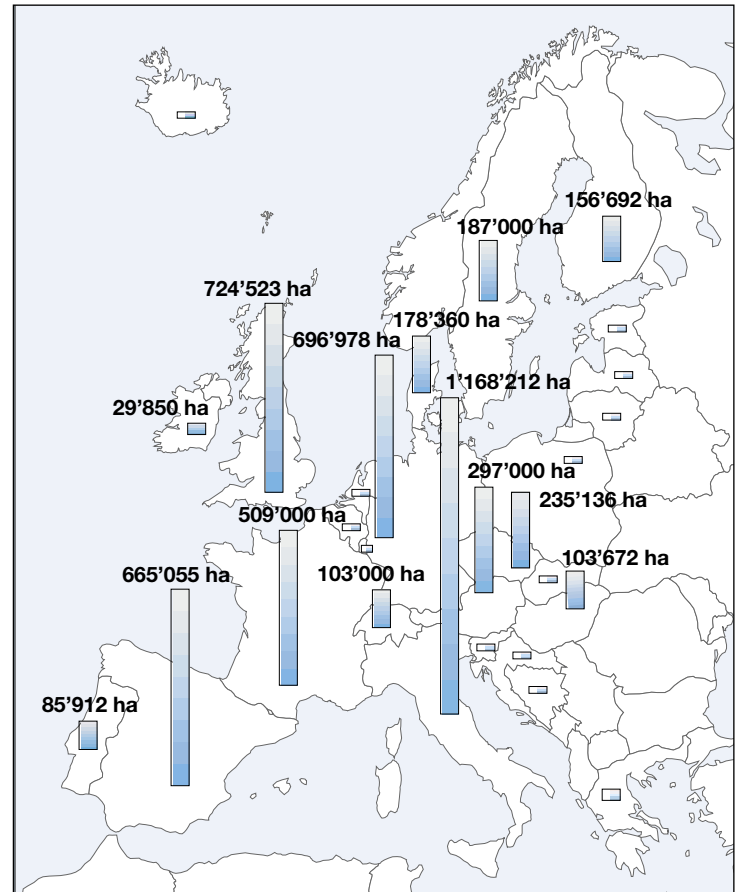 156’692 ha
187’000 ha
724’523 ha
178’360 ha
696’978 ha
1’168’212 ha
29’850 ha
297’000 ha
235’136 ha
509’000 ha
103’672 ha
665’055 ha
103’000 ha
85’912 ha